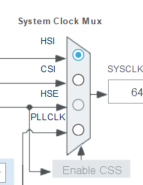 System Clock Mux
HSI
CSI
SYSCLK
HSE
64
PLLCLK
Enable CSS